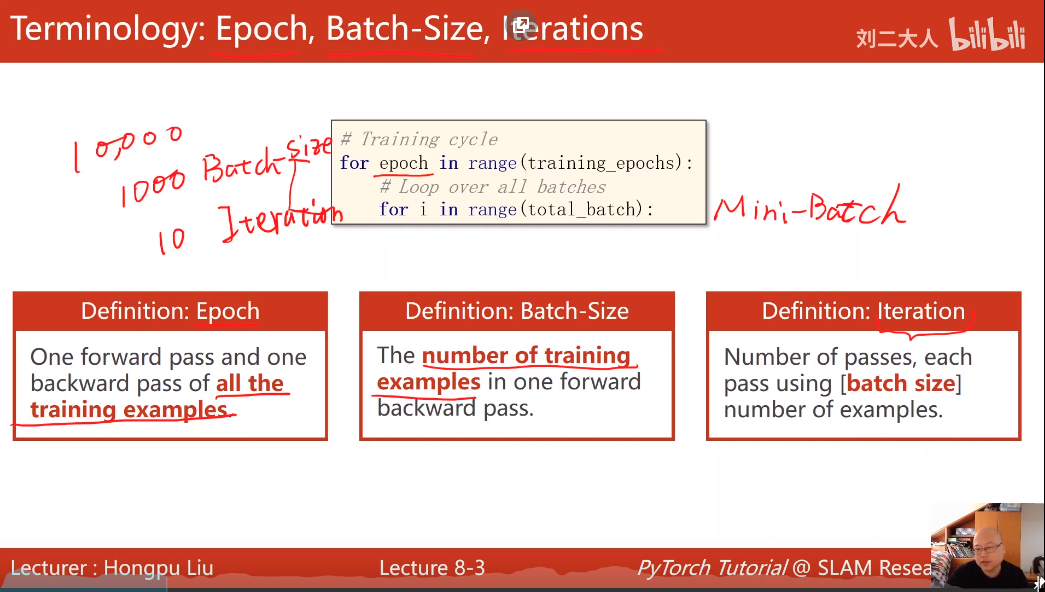 Terminology: Epoch, Batch-Size, Iterations
刘二大人 bilibili
10,000
1000 Batch-size
10 Iteration
# Training cycle
for epoch in range(training_epochs):
# Loop over all batches
for i in range(total_batch):
Mini-Batch
Definition: Epoch
One forward pass and one
backward pass of all the
training examples.
Definition: Batch-Size
The number of training
examples in one forward
backward pass.
Definition: Iteration
Number of passes, each
pass using [batch size]
number of examples.
Lecturer : Hongpu Liu
Lecture 8-3
PyTorch Tutorial @ SLAM Resea